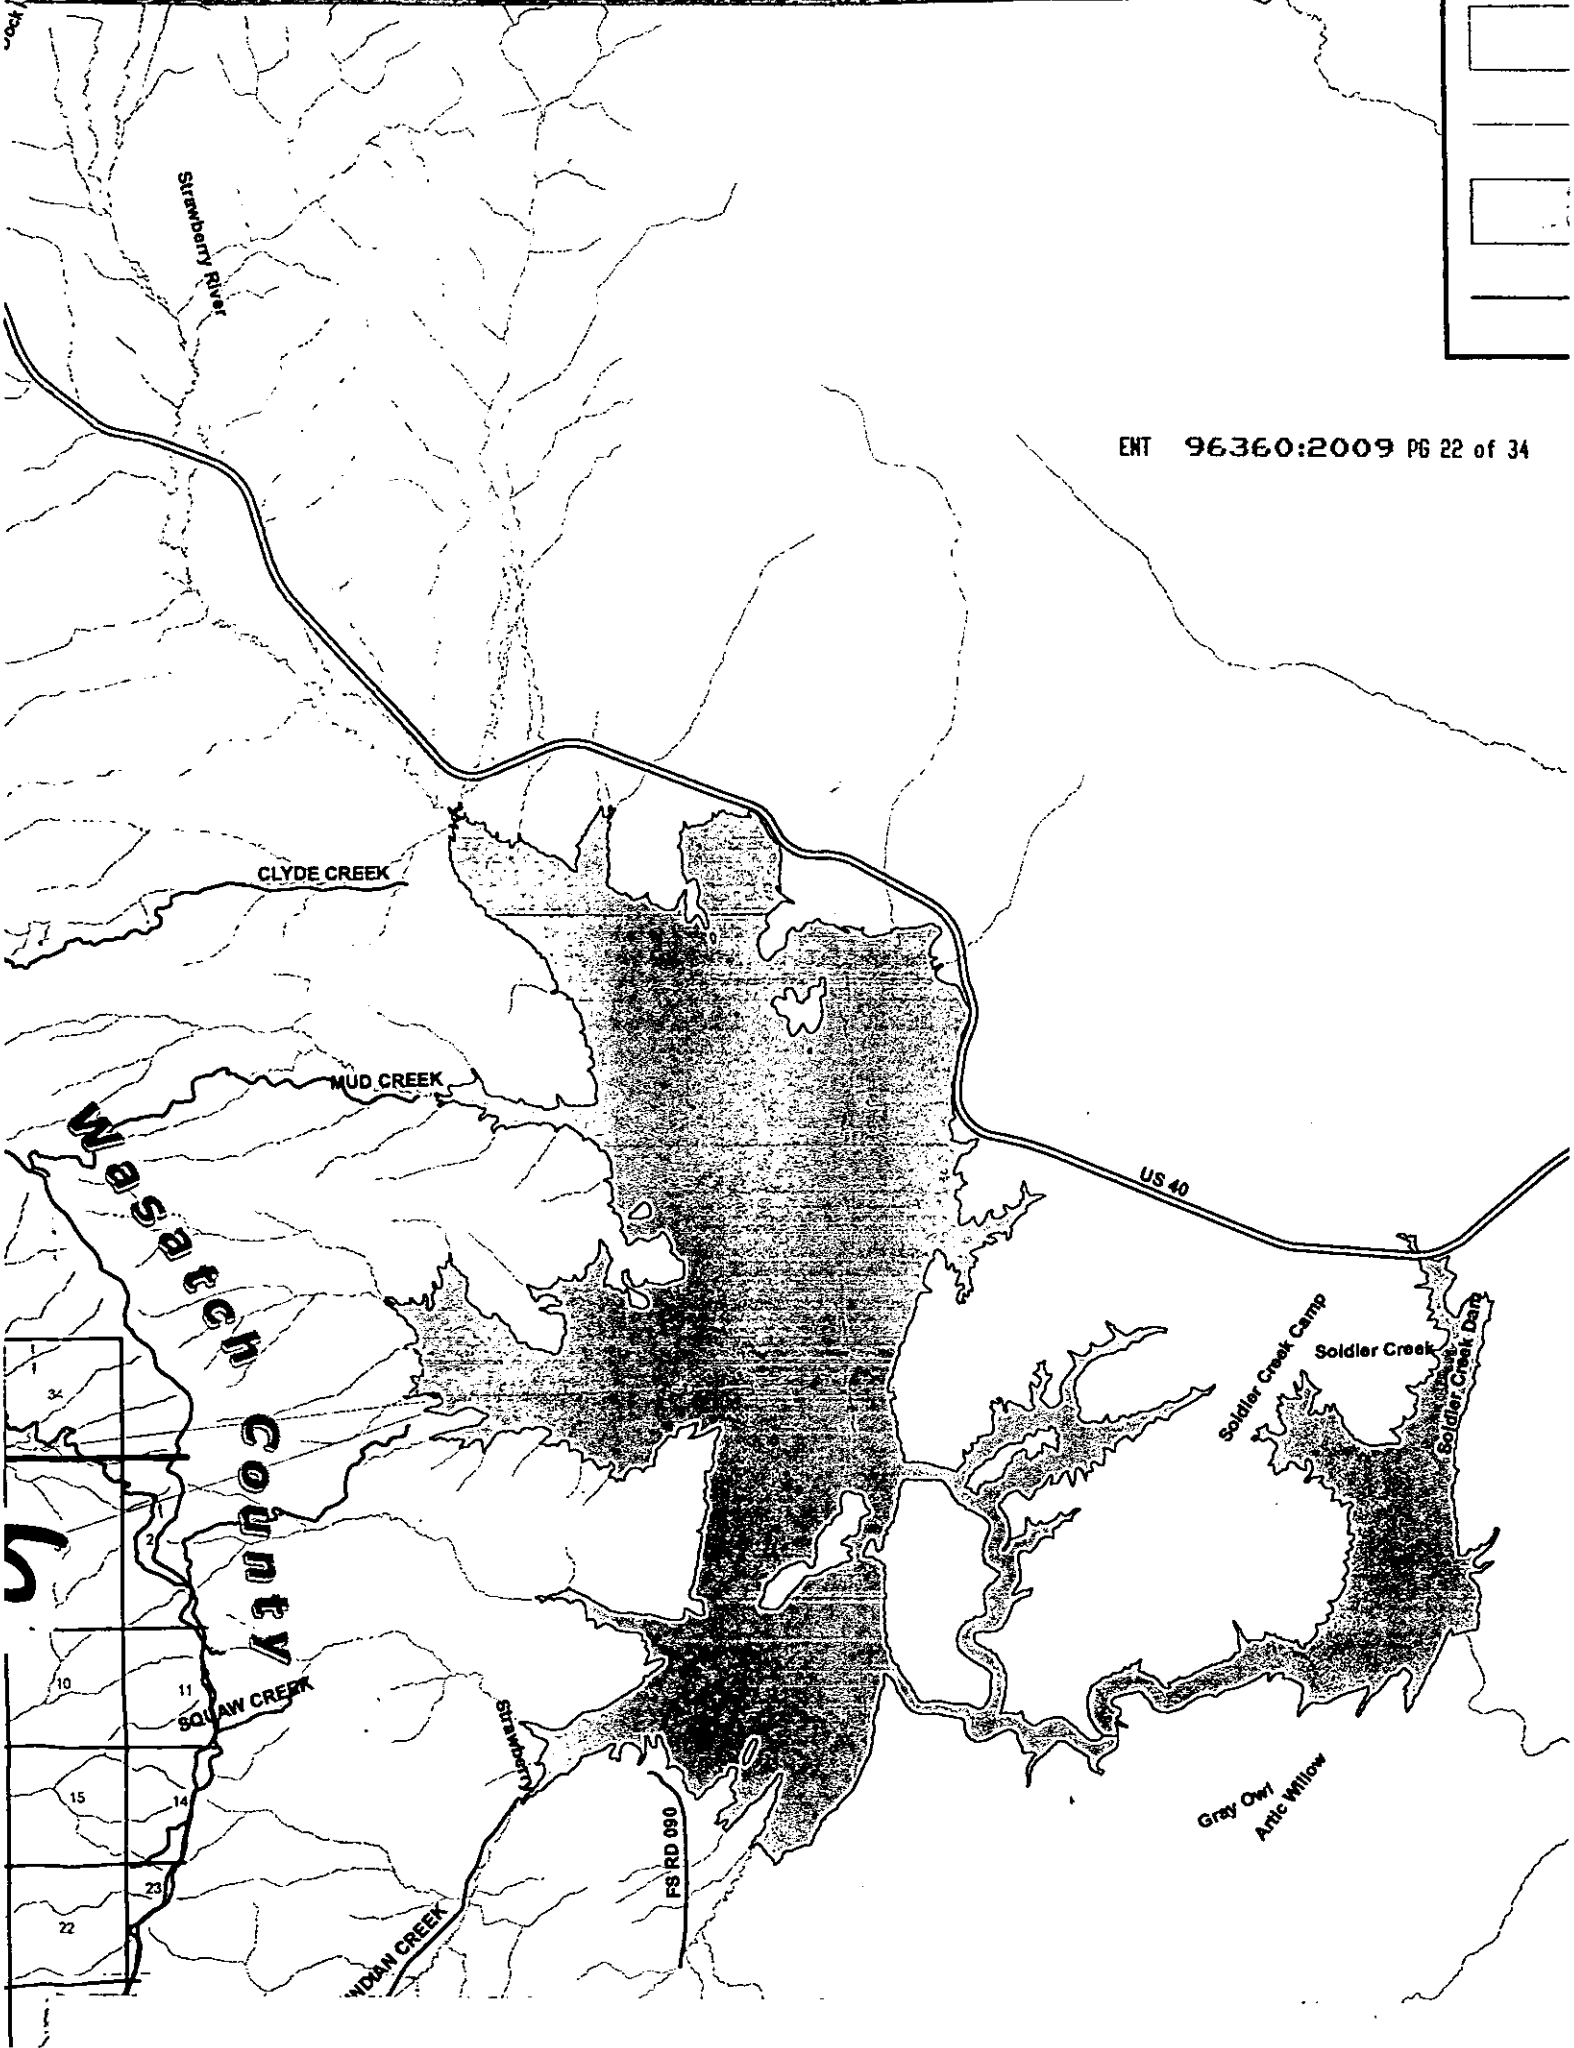 Strawberry River
ENT 96360:2009 PG 22 of 34
CLYDE CREEK
MUD CREEK
Wasatch County
US 40
Soldier Creek Camp
Soldier Creek
Soldier Creek Dam
34
2
10
11
SQUAW CREEK
Strawberry
15
14
Gray Owl
Artic Willow
FS RD 090
23
22
INDIAN CREEK